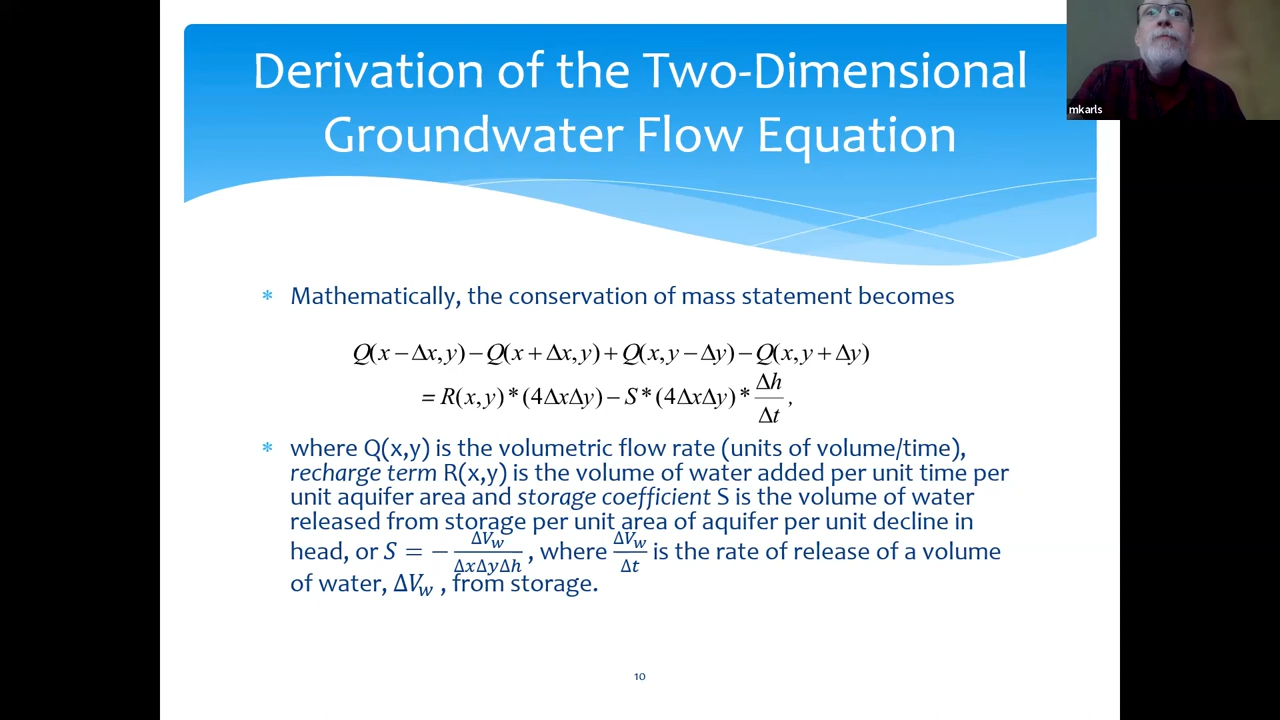 Derivation of the Two-Dimensional
Groundwater Flow Equation
mkarls
* Mathematically, the conservation of mass statement becomes
Q(x − Δx, y) − Q(x + Δx, y) + Q(x, y − Δy) − Q(x, y + Δy)
= R(x, y) * (4ΔxΔy) − S * (4ΔxΔy) * Δh/Δt ,
* where Q(x,y) is the volumetric flow rate (units of volume/time),
recharge term R(x,y) is the volume of water added per unit time per
unit aquifer area and storage coefficient S is the volume of water
released from storage per unit area of aquifer per unit decline in
head, or S = − ΔV_w/ΔxΔyΔh , where ΔV_w/Δt is the rate of release of a volume
of water, ΔV_w , from storage.
10